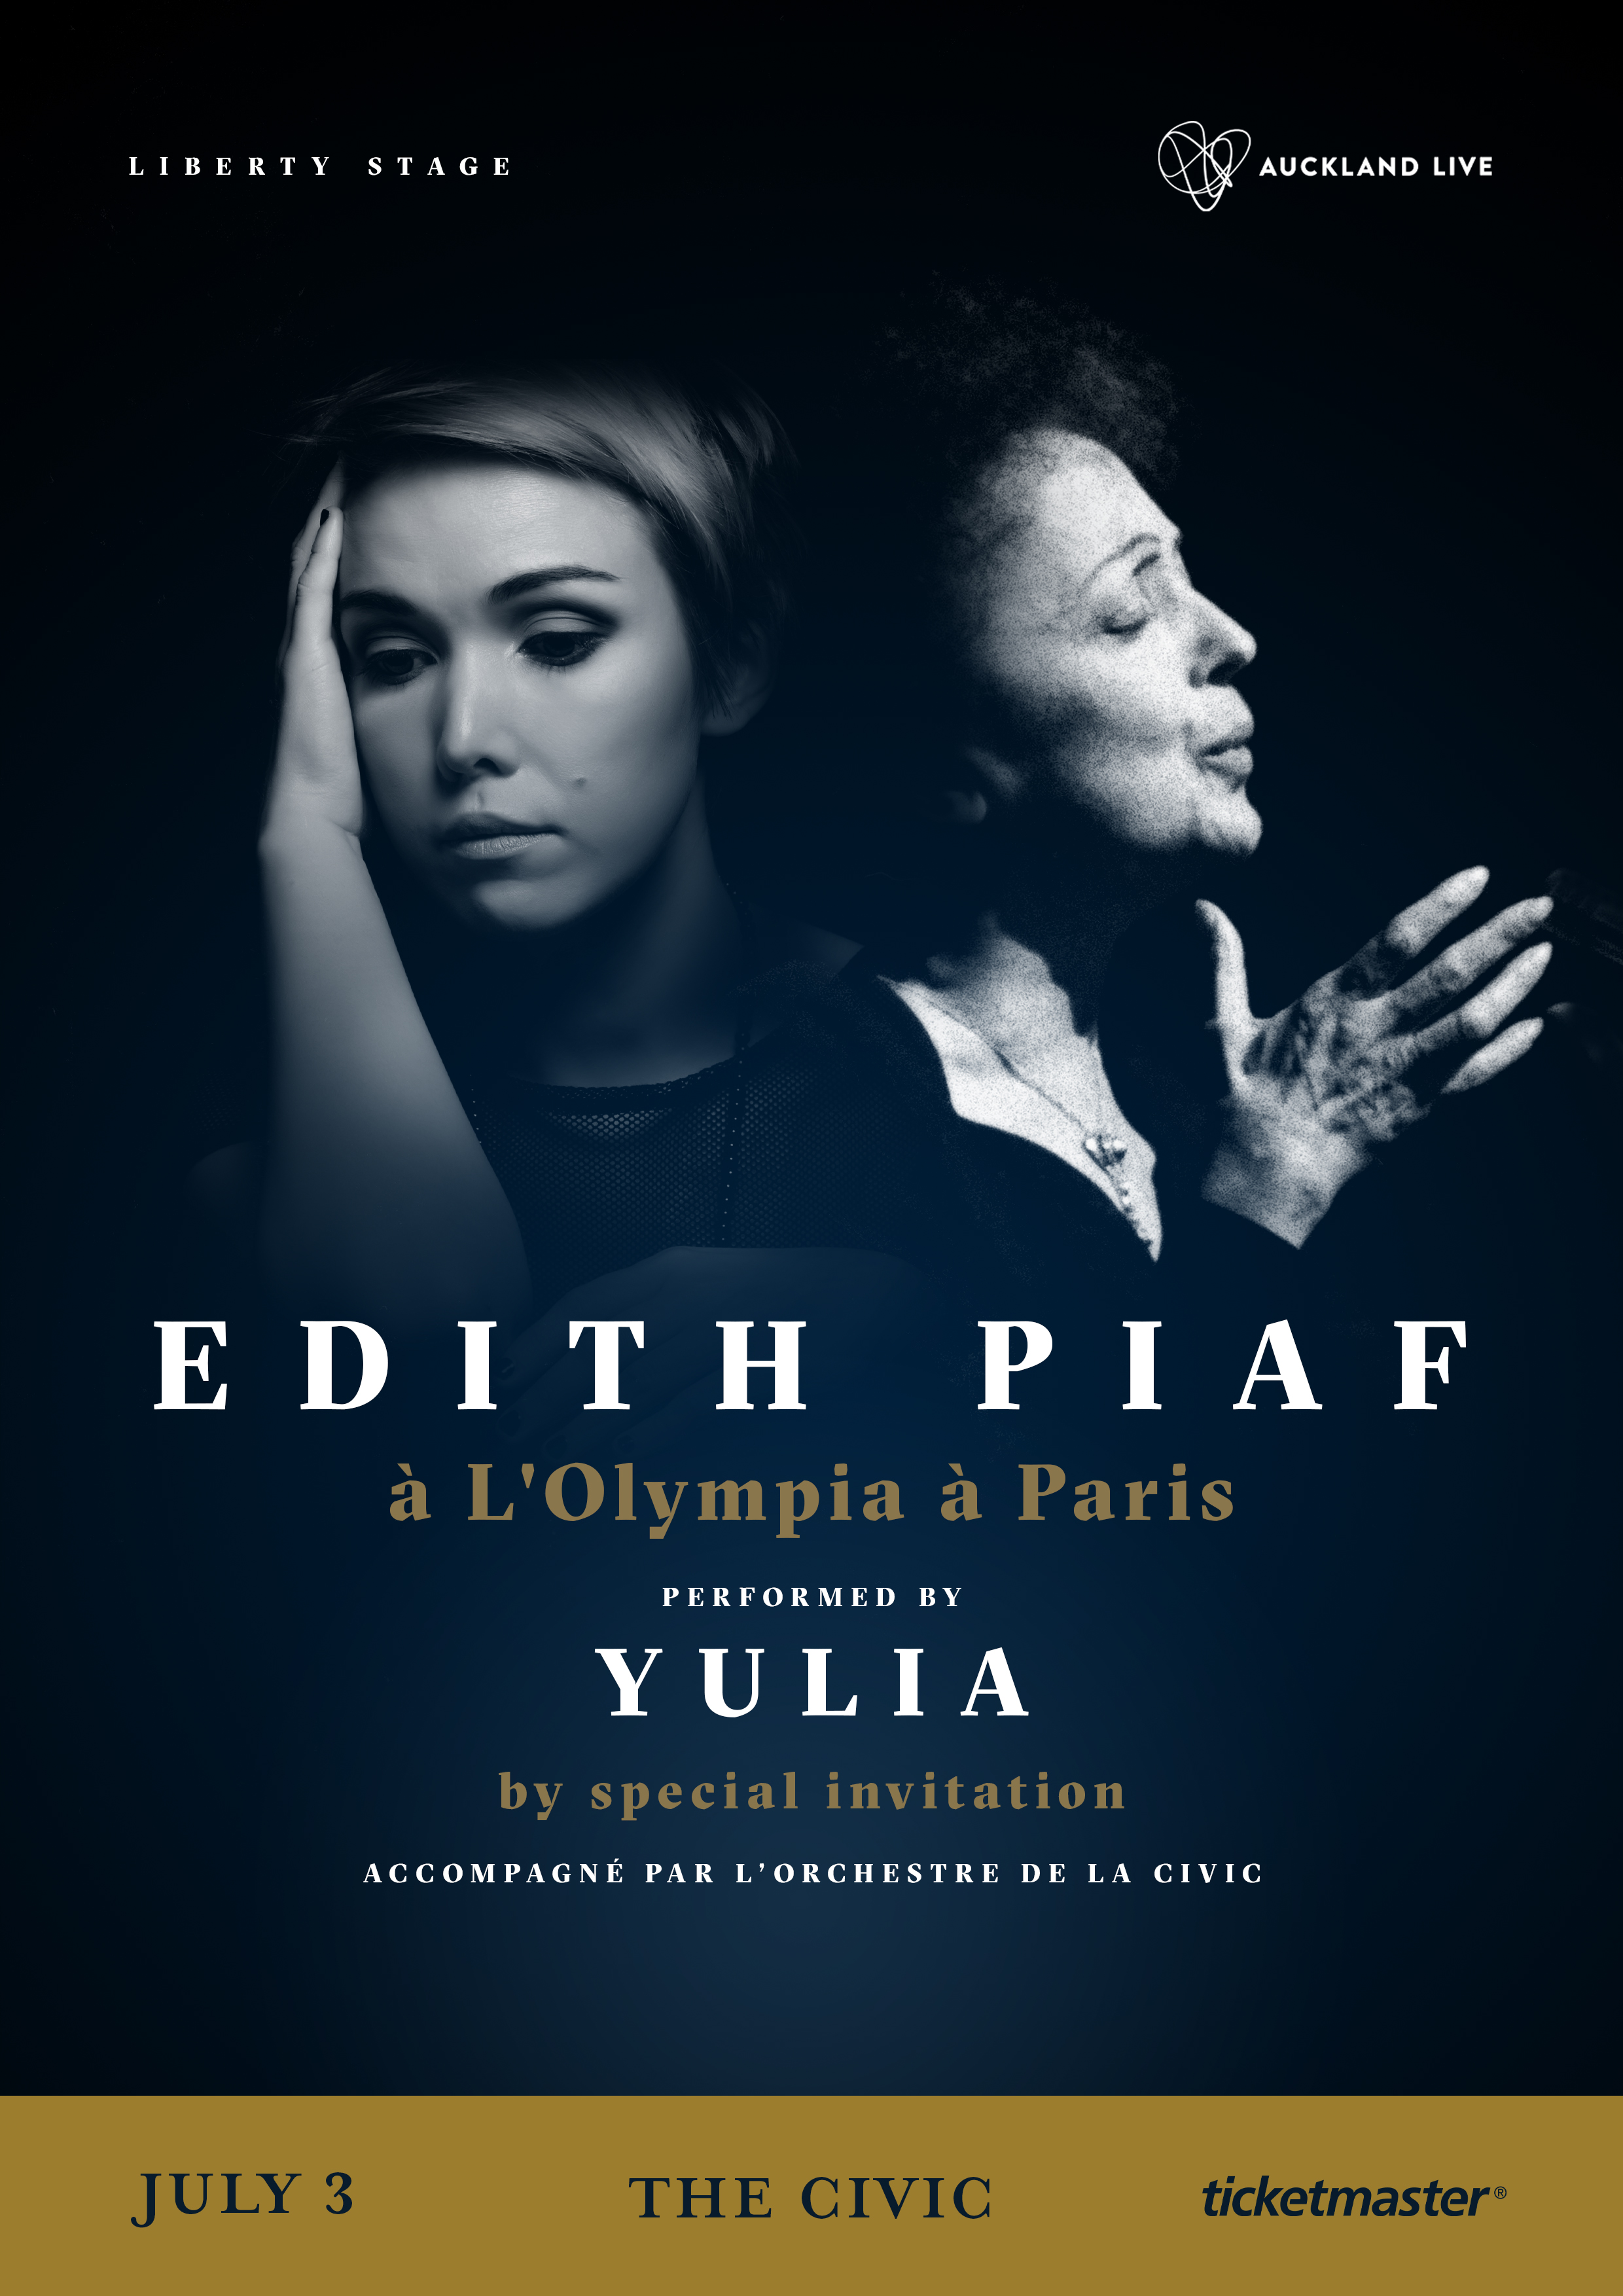 LIBERTY STAGE
AUCKLAND LIVE
EDITH PIAF
à L'Olympia à Paris
PERFORMED BY
YULIA
by special invitation
ACCOMPAGNÉ PAR L’ORCHESTRE DE LA CIVIC
JULY 3
THE CIVIC
ticketmaster®